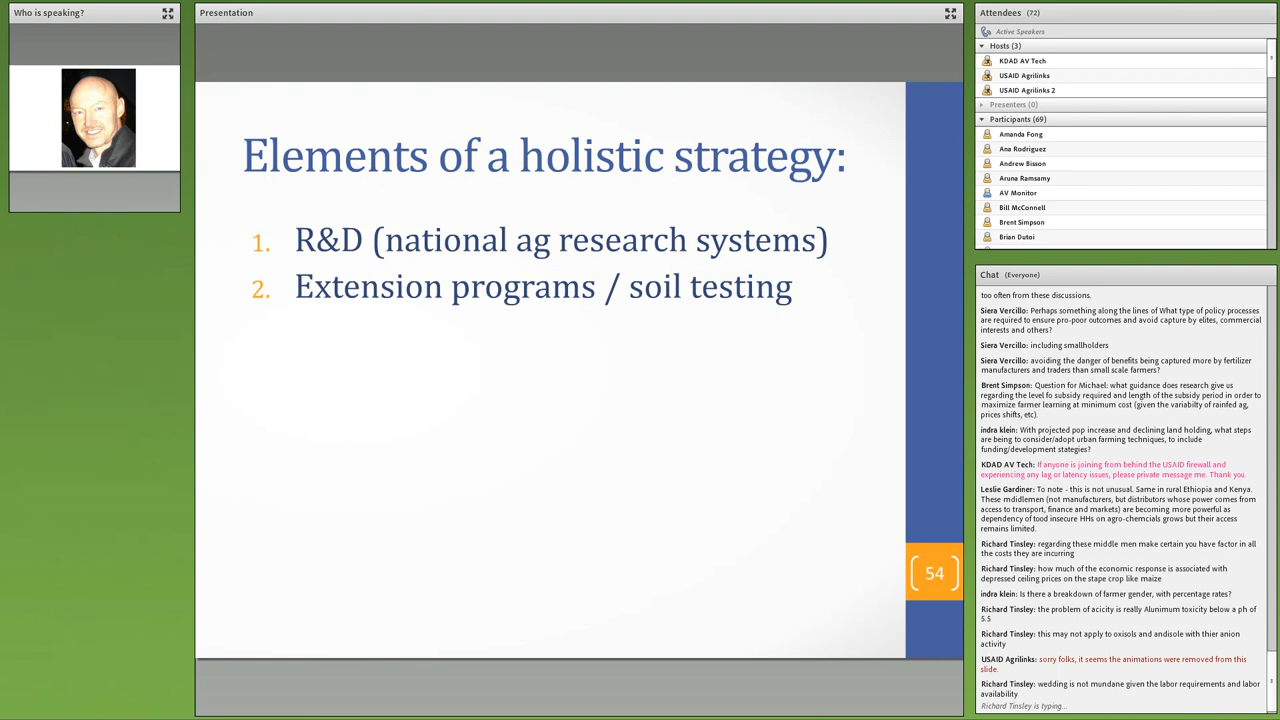 Who is speaking?
Presentation
Elements of a holistic strategy:
1. R&D (national ag research systems)
2. Extension programs / soil testing
54
Attendees (72)
Active Speakers
Hosts (3)
KDAD AV Tech
USAID Agrilinks
USAID Agrilinks 2
Presenters (0)
Participants (69)
Amanda Fong
Ana Rodriguez
Andrew Bisson
Aruna Ramsamy
AV Monitor
Bill McConnell
Brent Simpson
Brian Dutoi
Chat (Everyone)
too often from these discussions.
Siera Vercillo: Perhaps something along the lines of What type of policy processes
are required to ensure pro-poor outcomes and avoid capture by elites, commercial
interests and others?
Siera Vercillo: including smallholders
Siera Vercillo: avoiding the danger of benefits being captured more by fertilizer
manufacturers and traders than small scale farmers?
Brent Simpson: Question for Michael: what guidance does research give us
regarding the level fo subsidy required and length of the subsidy period in order to
maximize farmer learning at minimum cost (given the variabilty of rainfed ag,
prices shifts, etc).
indra klein: With projected pop increase and declining land holding, what steps
are being to consider/adopt urban farming techniques, to include
funding/development stategies?
KDAD AV Tech: If anyone is joining from behind the USAID firewall and
experiencing any lag or latency issues, please private message me. Thank you
Leslie Gardiner: To note - this is not unusual. Same in rural Ethiopia and Kenya.
These mdidlemen (not manufacturers, but distributors whose power comes from
access to transport, finance and markets) are becoming more powerful as
dependency of tood insecure HHs on agro-chemcials grows but their access
remains limited.
Richard Tinsley: regarding these middle men make certain you have factor in all
the costs they are incurring
Richard Tinsley: how much of the economic response is associated with
depressed ceiling prices on the stape crop like maize
indra klein: Is there a breakdown of farmer gender, with percentage rates?
Richard Tinsley: the problem of acicity is really Alunimum toxicity below a ph of
5.5
Richard Tinsley: this may not apply to oxisols and andisole with thier anion
activity
USAID Agrilinks: sorry folks, it seems the animations were removed from this
slide.
Richard Tinsley: wedding is not mundane given the labor requirements and labor
availability
Richard Tinsley is typing...